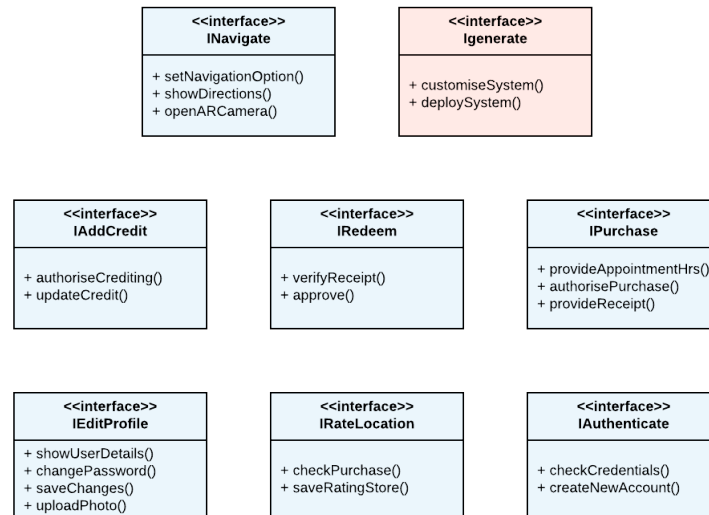 <<interface>>
INavigate
+ setNavigationOption()
+ showDirections()
+ openARCamera()
<<interface>>
Igenerate
+ customiseSystem()
+ deploySystem()
<<interface>>
IAddCredit
+ authoriseCrediting()
+ updateCredit()
<<interface>>
IRedeem
+ verifyReceipt()
+ approve()
<<interface>>
IPurchase
+ provideAppointmentHrs()
+ authorisePurchase()
+ provideReceipt()
<<interface>>
IEditProfile
+ showUserDetails()
+ changePassword()
+ saveChanges()
+ uploadPhoto()
<<interface>>
IRateLocation
+ checkPurchase()
+ saveRatingStore()
<<interface>>
IAuthenticate
+ checkCredentials()
+ createNewAccount()